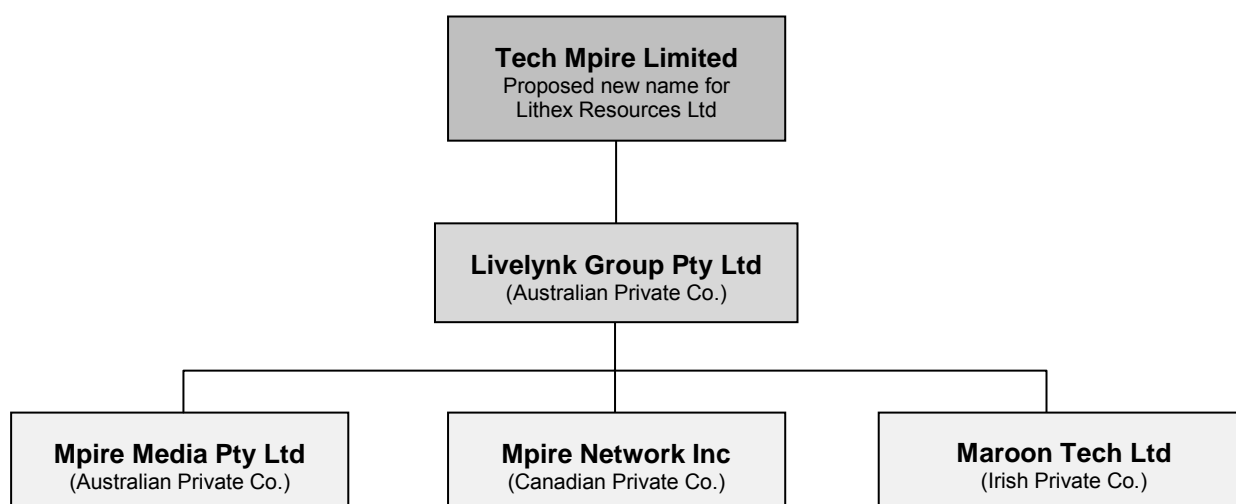 Tech Mpire Limited
Proposed new name for
Lithex Resources Ltd
Livelynk Group Pty Ltd
(Australian Private Co.)
Mpire Media Pty Ltd
(Australian Private Co.)
Mpire Network Inc
(Canadian Private Co.)
Maroon Tech Ltd
(Irish Private Co.)